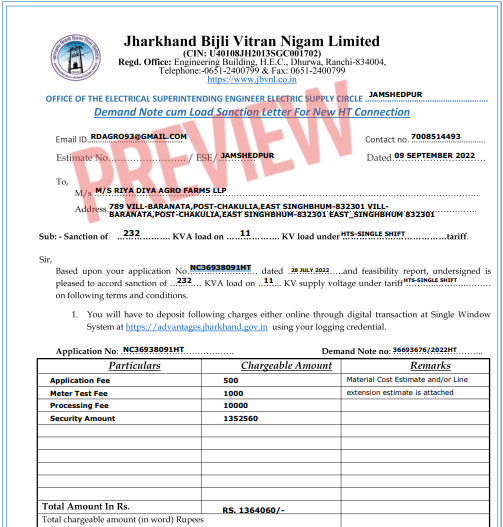 Jharkhand Bijli Vitran Nigam Limited
(CIN: U40108JH2013SGC001702)
Regd. Office: Engineering Building, H.E.C., Dhurwa, Ranchi-834004,
Telephone:-0651-2400799 & Fax: 0651-2400799
https://www.jbvnl.co.in
OFFICE OF THE ELECTRICAL SUPERINTENDING ENGINEER ELECTRIC SUPPLY CIRCLE JAMSHEDPUR
Demand Note cum Load Sanction Letter For New HT Connection
PREVIEW
Email ID RDAGRO93@GMAIL.COM Contact no. 7008514493
Estimate No.................... / ESE/ JAMSHEDPUR Dated 09 SEPTEMBER 2022
To,
M/s M/S RIYA DIYA AGRO FARMS LLP
Address. 789 VILL-BARANATA,POST-CHAKULIA,EAST SINGHBHUM-832301 VILL-
BARANATA,POST-CHAKULIA,EAST SINGHBHUM-832301 EAST_SINGHBHUM 832301
Sub: - Sanction of 232 KVA load on 11 KV load under HTS-SINGLE SHIFT tariff.
Sir,
Based upon your application No. NC36938091HT dated 28 JULY 2022 and feasibility report, undersigned is
pleased to accord sanction of 232 KVA load on 11 KV supply voltage under tariff HTS-SINGLE SHIFT
on following terms and conditions.
1. You will have to deposit following charges either online through digital transaction at Single Window
System at https://advantages.jharkhand.gov.in using your logging credential.
Application No: NC36938091HT Demand Note no: 36693676/2022HT
Particulars Chargeable Amount Remarks
Application Fee 500 Material Cost Estimate and/or Line
Meter Test Fee 1000 extension estimate is attached
Processing Fee 10000
Security Amount 1352560
Total Amount In Rs. RS. 1364060/-
Total chargeable amount (in word) Rupees